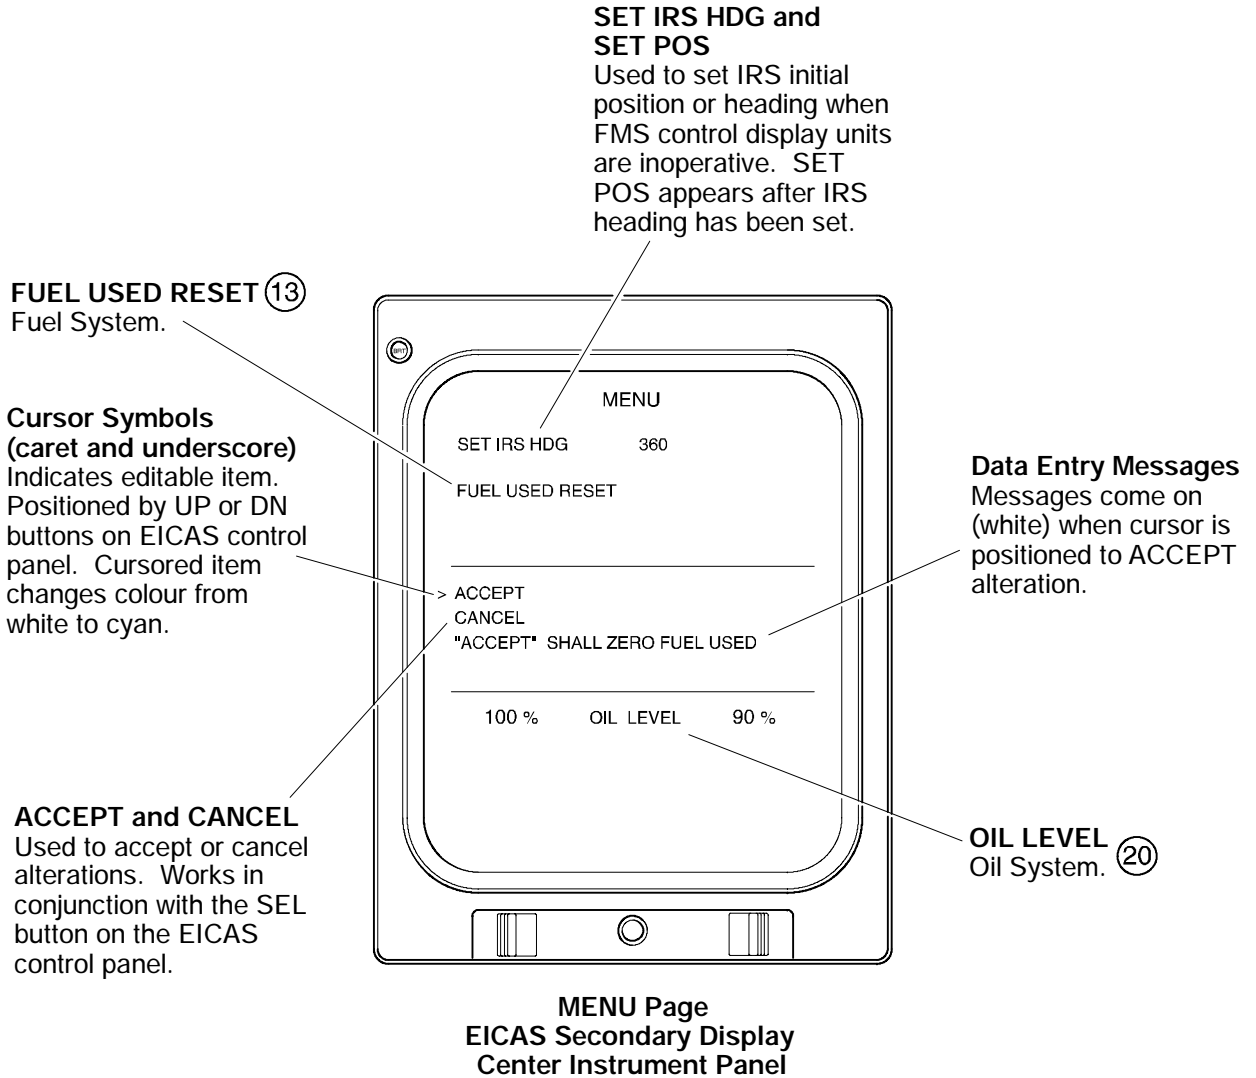 SET IRS HDG and
SET POS
Used to set IRS initial
position or heading when
FMS control display units
are inoperative.  SET
POS appears after IRS
heading has been set.
FUEL USED RESET 13
Fuel System.
Cursor Symbols
(caret and underscore)
Indicates editable item.
Positioned by UP or DN
buttons on EICAS control
panel.  Cursored item
changes colour from
white to cyan.
ACCEPT and CANCEL
Used to accept or cancel
alterations.  Works in
conjunction with the SEL
button on the EICAS
control panel.
BRT
MENU
SET IRS HDG 360
FUEL USED RESET
> ACCEPT
CANCEL
"ACCEPT" SHALL ZERO FUEL USED
100 % OIL LEVEL 90 %
Data Entry Messages
Messages come on
(white) when cursor is
positioned to ACCEPT
alteration.
OIL LEVEL 20
Oil System.
MENU Page
EICAS Secondary Display
Center Instrument Panel